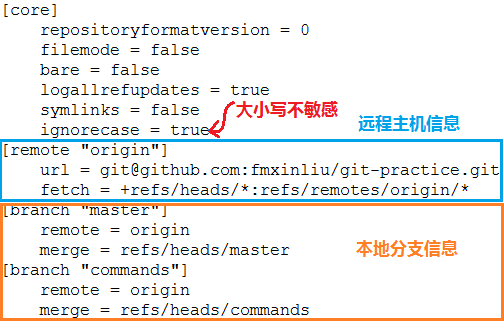 [core]
repositoryformatversion = 0
filemode = false
bare = false
logallrefupdates = true
symlinks = false
大小写不敏感
ignorecase = true
远程主机信息
[remote "origin"]
url = git@github.com:fmxinliu/git-practice.git
fetch = +refs/heads/*:refs/remotes/origin/*
[branch "master"]
remote = origin
merge = refs/heads/master
本地分支信息
[branch "commands"]
remote = origin
merge = refs/heads/commands